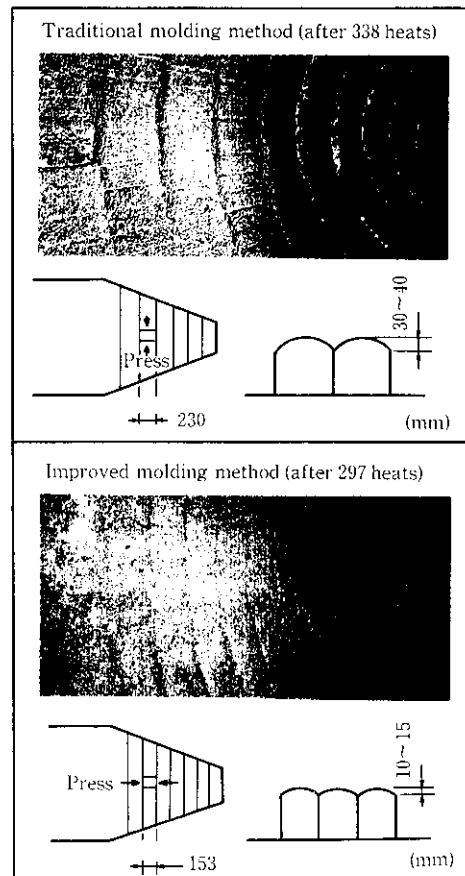 Traditional molding method (after 338 heats)
Press
230
30~40
(mm)
Improved molding method (after 297 heats)
Press
153
10~15
(mm)